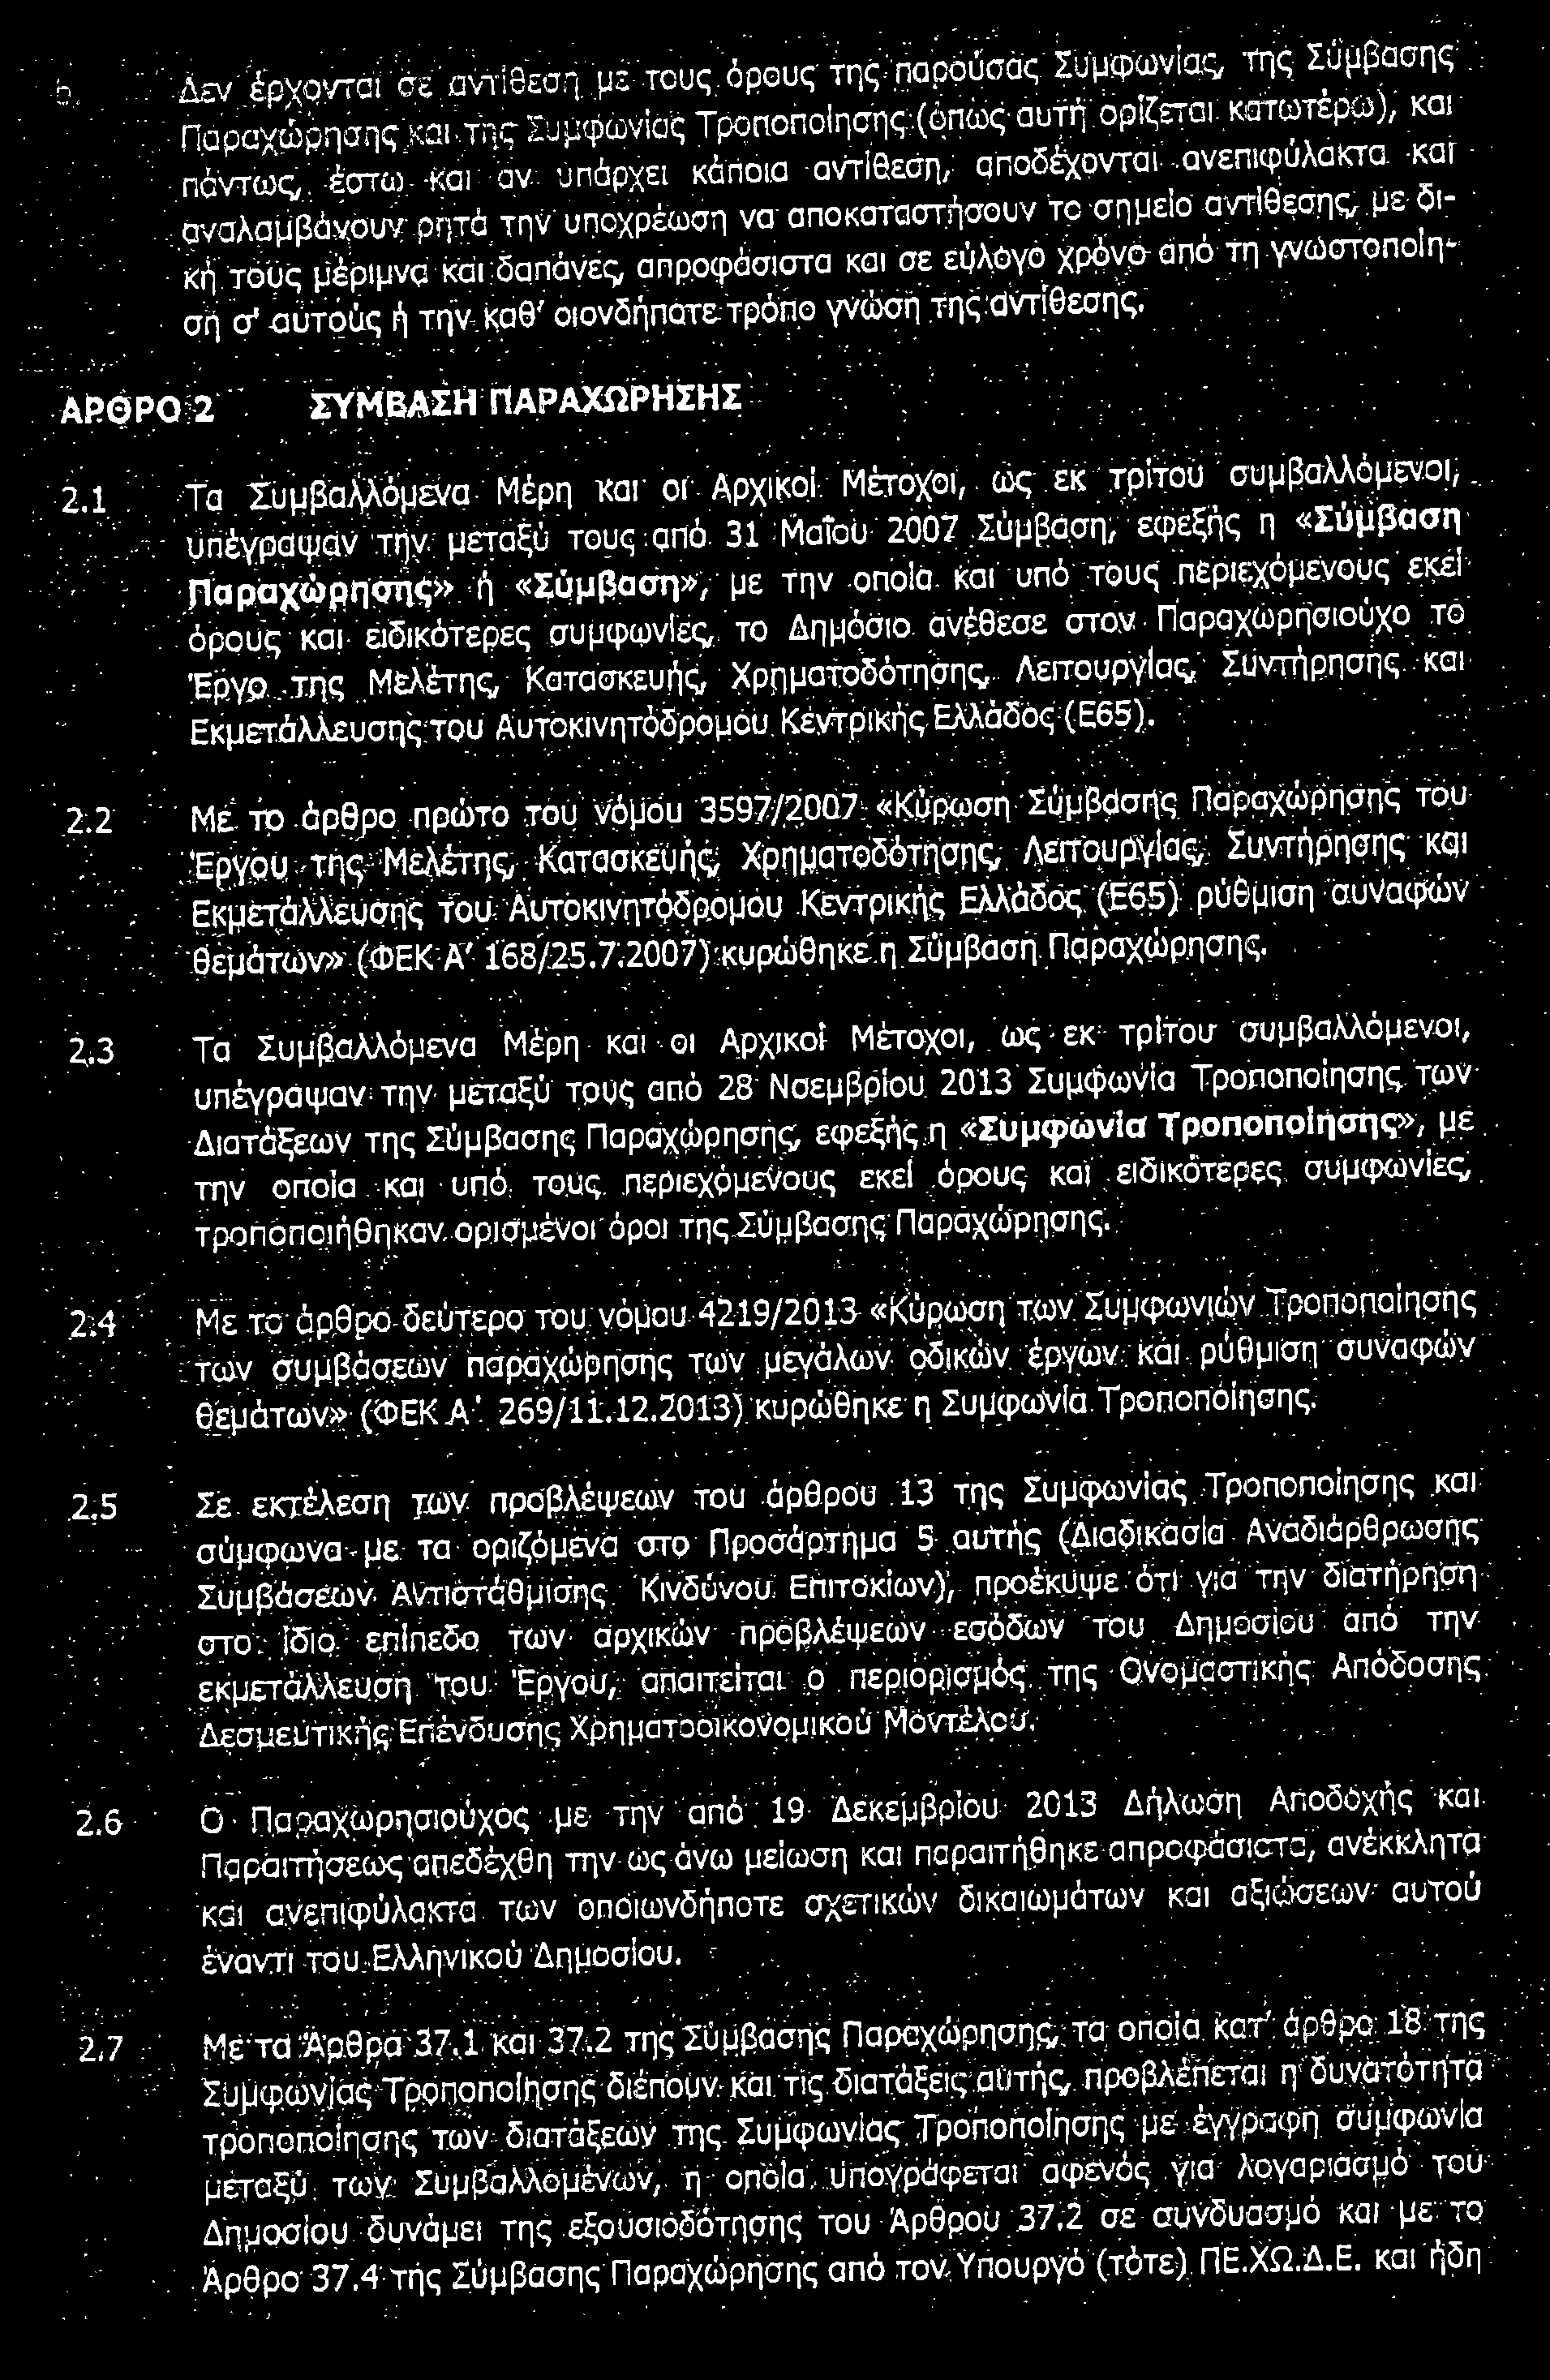 b. Δεν έρχονται σε αντίθεση με τους όρους της παρούσας Συμφωνίας, της Σύμβασης
Παραχώρησης και της Συμφωνίας Τροποποίησης (όπως αυτή ορίζεται κατωτέρω), και
πάντως, έστω και αν υπάρχει κάποια αντίθεση, αποδέχονται ανεπιφύλακτα και
αναλαμβάνουν ρητά την υποχρέωση να αποκαταστήσουν το σημείο αντίθεσης, με δι-
κή τους μέριμνα και δαπάνες, απροφάσιστα και σε εύλογο χρόνο από τη γνωστοποίη-
ση σ' αυτούς ή την καθ' οιονδήποτε τρόπο γνώση της αντίθεσης.
ΑΡΘΡΟ 2 ΣΥΜΒΑΣΗ ΠΑΡΑΧΩΡΗΣΗΣ
2.1 Τα Συμβαλλόμενα Μέρη και οι Αρχικοί Μέτοχοι, ως εκ τρίτου συμβαλλόμενοι,
υπέγραψαν την μεταξύ τους από 31 Μαΐου 2007 Σύμβαση, εφεξής η «Σύμβαση
Παραχώρησης» ή «Σύμβαση», με την οποία και υπό τους περιεχόμενους εκεί
όρους και ειδικότερες συμφωνίες, το Δημόσιο ανέθεσε στον Παραχωρησιούχο το
Έργο της Μελέτης, Κατασκευής, Χρηματοδότησης, Λειτουργίας, Συντήρησης και
Εκμετάλλευσης του Αυτοκινητόδρομου Κεντρικής Ελλάδος (Ε65).
2.2 Με το άρθρο πρώτο του νόμου 3597/2007 «Κύρωση Σύμβασης Παραχώρησης του
Έργου της Μελέτης, Κατασκευής, Χρηματοδότησης, Λειτουργίας, Συντήρησης και
Εκμετάλλευσης του Αυτοκινητόδρομου Κεντρικής Ελλάδος (Ε65) ρύθμιση συναφών
θεμάτων» (ΦΕΚ Α' 168/25.7.2007) κυρώθηκε η Σύμβαση Παραχώρησης.
2.3 Τα Συμβαλλόμενα Μέρη και οι Αρχικοί Μέτοχοι, ως εκ τρίτου συμβαλλόμενοι,
υπέγραψαν την μεταξύ τους από 28 Νοεμβρίου 2013 Συμφωνία Τροποποίησης των
Διατάξεων της Σύμβασης Παραχώρησης, εφεξής η «Συμφωνία Τροποποίησης», με
την οποία και υπό τους περιεχόμενους εκεί όρους και ειδικότερες συμφωνίες,
τροποποιήθηκαν ορισμένοι όροι της Σύμβασης Παραχώρησης.
2.4 Με το άρθρο δεύτερο του νόμου 4219/2013 «Κύρωση των Συμφωνιών Τροποποίησης
των συμβάσεων παραχώρησης των μεγάλων οδικών έργων και ρύθμιση συναφών
θεμάτων» (ΦΕΚ Α' 269/11.12.2013) κυρώθηκε η Συμφωνία Τροποποίησης.
2.5 Σε εκτέλεση των προβλέψεων του άρθρου 13 της Συμφωνίας Τροποποίησης και
σύμφωνα με τα οριζόμενα στο Προσάρτημα 5 αυτής (Διαδικασία Αναδιάρθρωσης
Συμβάσεων Αντιστάθμισης Κινδύνου Επιτοκίων), προέκυψε ότι για την διατήρηση
στο ίδιο επίπεδο των αρχικών προβλέψεων εσόδων του Δημοσίου από την
εκμετάλλευση του Έργου, απαιτείται ο περιορισμός της Ονομαστικής Απόδοσης
Δεσμευτικής Επένδυσης Χρηματοοικονομικού Μοντέλου.
2.6 Ο Παραχωρησιούχος με την από 19 Δεκεμβρίου 2013 Δήλωση Αποδοχής και
Παραιτήσεως απεδέχθη την ως άνω μείωση και παραιτήθηκε απροφάσιστα, ανέκκλητα
και ανεπιφύλακτα των οποιωνδήποτε σχετικών δικαιωμάτων και αξιώσεων αυτού
έναντι του Ελληνικού Δημοσίου.
2.7 Με τα Άρθρα 37.1 και 37.2 της Σύμβασης Παραχώρησης, τα οποία κατ' άρθρο 18 της
Συμφωνίας Τροποποίησης διέπουν και τις διατάξεις αυτής, προβλέπεται η δυνατότητα
τροποποίησης των διατάξεων της Συμφωνίας Τροποποίησης με έγγραφη συμφωνία
μεταξύ των Συμβαλλομένων, η οποία υπογράφεται αφενός για λογαριασμό του
Δημοσίου δυνάμει της εξουσιοδότησης του Άρθρου 37.2 σε συνδυασμό και με το
Άρθρο 37.4 της Σύμβασης Παραχώρησης από τον Υπουργό (τότε) ΠΕ.ΧΩ.Δ.Ε. και ήδη